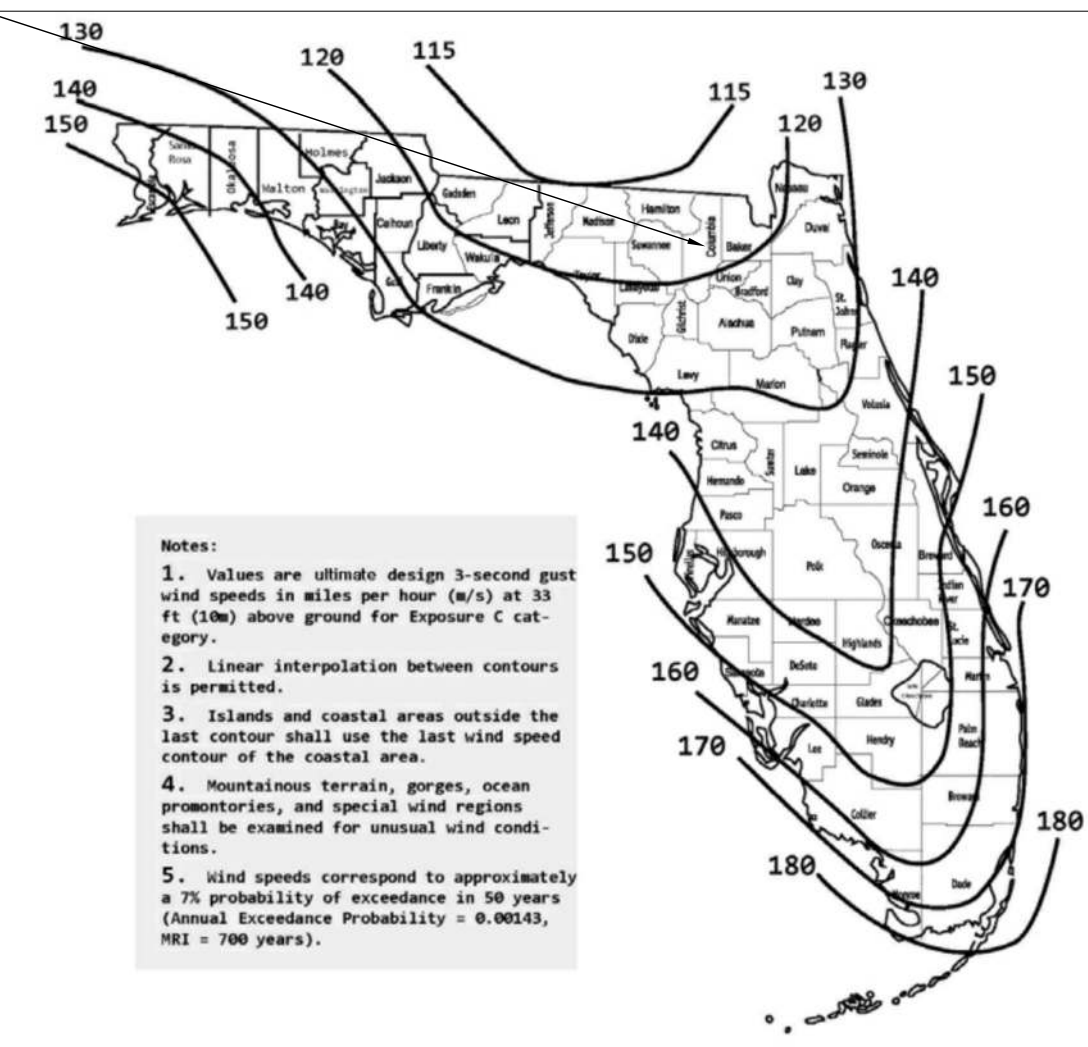 130
120
115
140
150
115
130
120
Santa
Rosa
Okaloosa
Walton
Holmes
Washington
Jackson
Bay
Calhoun
Gulf
Gadsden
Liberty
Franklin
Leon
Wakulla
Jefferson
Madison
Taylor
Hamilton
Suwannee
Lafayette
Columbia
Baker
Nassau
Duval
Union
Bradford
Clay
St.
Johns
Dixie
Gilchrist
Alachua
Putnam
Flagler
Levy
Marion
Volusia
140
150
140
150
140
Citrus
Sumter
Lake
Seminole
Orange
Hernando
Pasco
Hillsborough
Polk
Osceola
Brevard
Indian
River
160
150
170
Manatee
Hardee
Highlands
Okeechobee
St.
Lucie
DeSoto
Sarasota
Martin
160
Charlotte
Glades
170
Lee
Hendry
Palm
Beach
Collier
Broward
180
180
Monroe
Dade
Notes:
1. Values are ultimate design 3-second gust
wind speeds in miles per hour (m/s) at 33
ft (10m) above ground for Exposure C cat-
egory.
2. Linear interpolation between contours
is permitted.
3. Islands and coastal areas outside the
last contour shall use the last wind speed
contour of the coastal area.
4. Mountainous terrain, gorges, ocean
promontories, and special wind regions
shall be examined for unusual wind condi-
tions.
5. Wind speeds correspond to approximately
a 7% probability of exceedance in 50 years
(Annual Exceedance Probability = 0.00143,
MRI = 700 years).